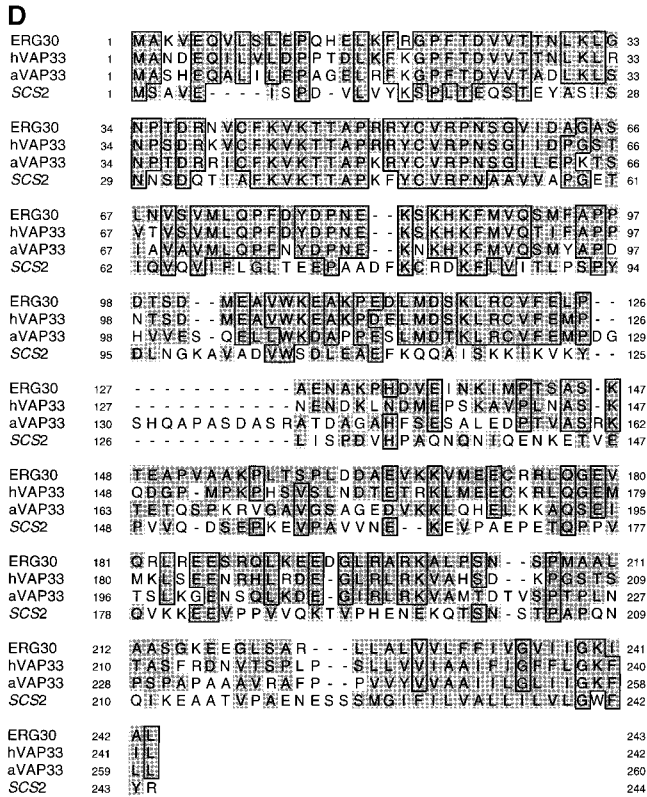 D
ERG30 1 MAKVEQVLSLEPQHELKFRGPFTDVVTTNLKLG 33
hVAP33 1 MANDEQILVLDPPTDLKFKGPFTDVVTTNLKLR 33
aVAP33 1 MASHEQALILEPAGELRFKGPFTDVVTADLKLS 33
SCS2 1 MSAVE----ISPD-VLVYKSPLTEQSTEYASIS 28
ERG30 34 NPTDRNVCFKVKTTAPRRYCVRPNSGVIDAGAS 66
hVAP33 34 NPSDRKVCFKVKTTAPRRYCVRPNSGIIDPGST 66
aVAP33 34 NPTDRRICFKVKTTAPRRYCVRPNSGILEPKTS 66
SCS2 29 NNSDQTIAFKVKTTAPKFYCVRPNAAVVAPGET 61
ERG30 67 LNVSVMLQPFDYDPNE--KSKHKFMVQSMFAPP 97
hVAP33 67 VTVSVMLQPFDYDPNE--KSKHKFMVQTIFAPP 97
aVAP33 67 IAVAVMLQPFNYDPNE--KNKHKFMVQSMYAPD 97
SCS2 62 IQVQVIFLGLTEEPAADFKCRDKFLVITLPSPY 94
ERG30 98 DTSD--MEAVWKEAKPEDLMDSKLRCVFELP-- 126
hVAP33 98 NTSD--MEAVWKEAKPDELMDSKLRCVFEMP-- 126
aVAP33 98 HVVES-QELLWKDAPPESLMDTKLRCVFEMPDG 129
SCS2 95 DLNGKAVADVWSDLEAEFKQQAISKKIKVKY-- 125
ERG30 127 -----------AENAKPHDVEINKIMPTSAS-K 147
hVAP33 127 -----------NENDKLNDMEPSKAVPLNAS-K 147
aVAP33 130 SHQAPASDASRATDAGAHFSESALEDPTVASRK 162
SCS2 126 -----------LISPDVHPAQNQNIQENKETVE 147
ERG30 148 TEAPVAAKPLTSPLDDAEVKKVMEECRRLQGEV 180
hVAP33 148 QDGP-MPKPHSVSLNDTETRKLMEECKRLQGEM 179
aVAP33 163 TETQSPKRVGAVGSAGEDVKKLQHELKKAQSEI 195
SCS2 148 PVVQ-DSEPKEVPAVVNE-KEVPAEPETQPPV 177
ERG30 181 QRLREESRQLKEEDGLRARKALPSN--SPMAAL 211
hVAP33 180 MKLSEENRHLRDE-GLRLRKVAHSD--KPGSTS 209
aVAP33 196 TSLKGENSQLKDE-GIRLRKVAMTDTVSPTPLN 227
SCS2 178 QVKKEEVPPVVQKTVPHENEKQTSN-STPAPQN 209
ERG30 212 AASGKEEGLSAR---LLALVVLFFIVGVIIGKI 241
hVAP33 210 TASFRDNVTSPLP--SLLVVIAAIFIGFFLGKF 240
aVAP33 228 PSPAPAAAVRAFP--PVVYVVAAIILGLIIGKF 258
SCS2 210 QIKEAATVPAENESSSMGIFILVALLILVLGWF 242
ERG30 242 AL 243
hVAP33 241 IL 242
aVAP33 259 LL 260
SCS2 243 YR 244